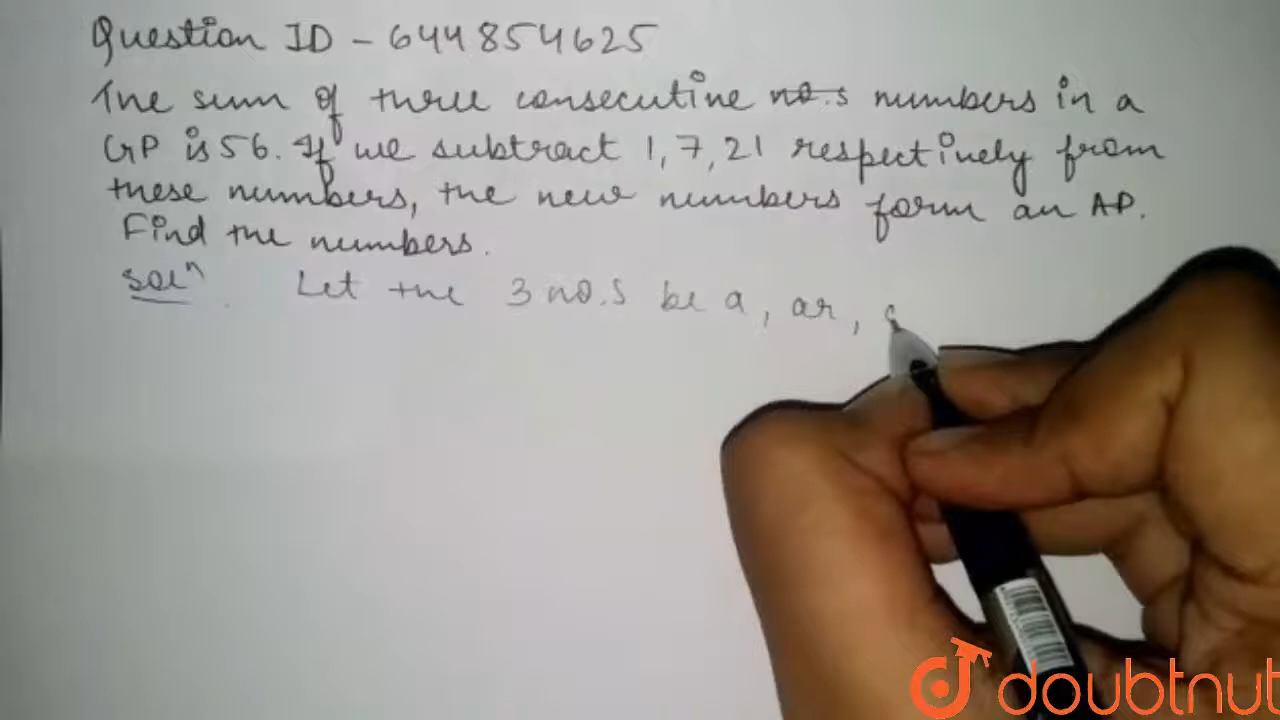 Question ID - 644854625
The sum of three consecutive no.s numbers in a
GP is 56. If we subtract 1, 7, 21 respectively from
these numbers, the new numbers form an AP.
Find the numbers.
Solⁿ. Let the 3 no.s be a, ar,
doubtnut